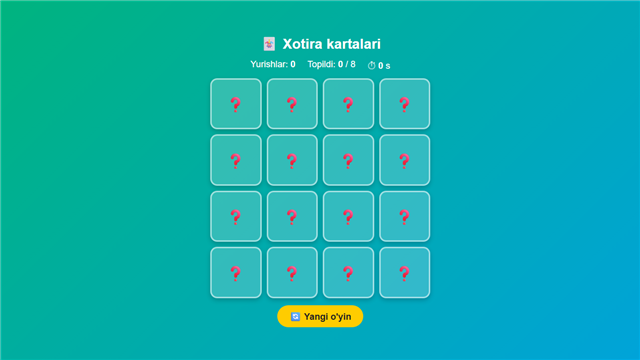 🃏 Xotira kartalari
Yurishlar: 0 Topildi: 0 / 8 ⏱ 0 s
❓ ❓ ❓ ❓
❓ ❓ ❓ ❓
❓ ❓ ❓ ❓
❓ ❓ ❓ ❓
🔄 Yangi o'yin